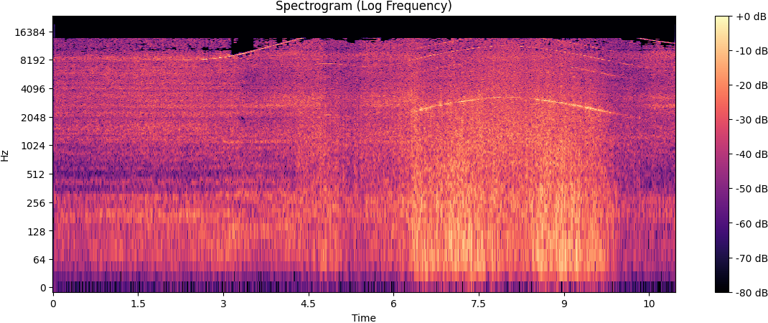 Spectrogram (Log Frequency)
16384
8192
4096
2048
1024
512
256
128
64
0
Hz
0 1.5 3 4.5 6 7.5 9 10
Time
+0 dB
-10 dB
-20 dB
-30 dB
-40 dB
-50 dB
-60 dB
-70 dB
-80 dB